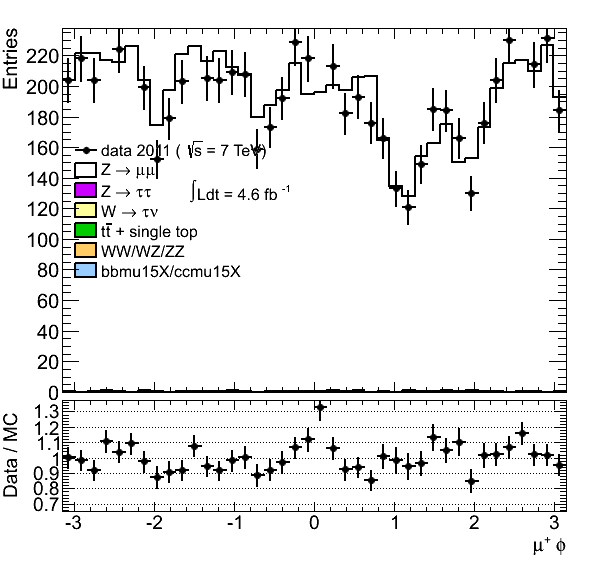 Entries
220
200
180
160
140
120
100
80
60
40
20
0
data 2011 ( √s = 7 TeV)
Z → μμ
Z → ττ
W → τν
tt̄ + single top
WW/WZ/ZZ
bbmu15X/ccmu15X
∫Ldt = 4.6 fb⁻¹
Data / MC
1.3
1.2
1.1
1
0.9
0.8
0.7
-3 -2 -1 0 1 2 3
μ⁺ ϕ